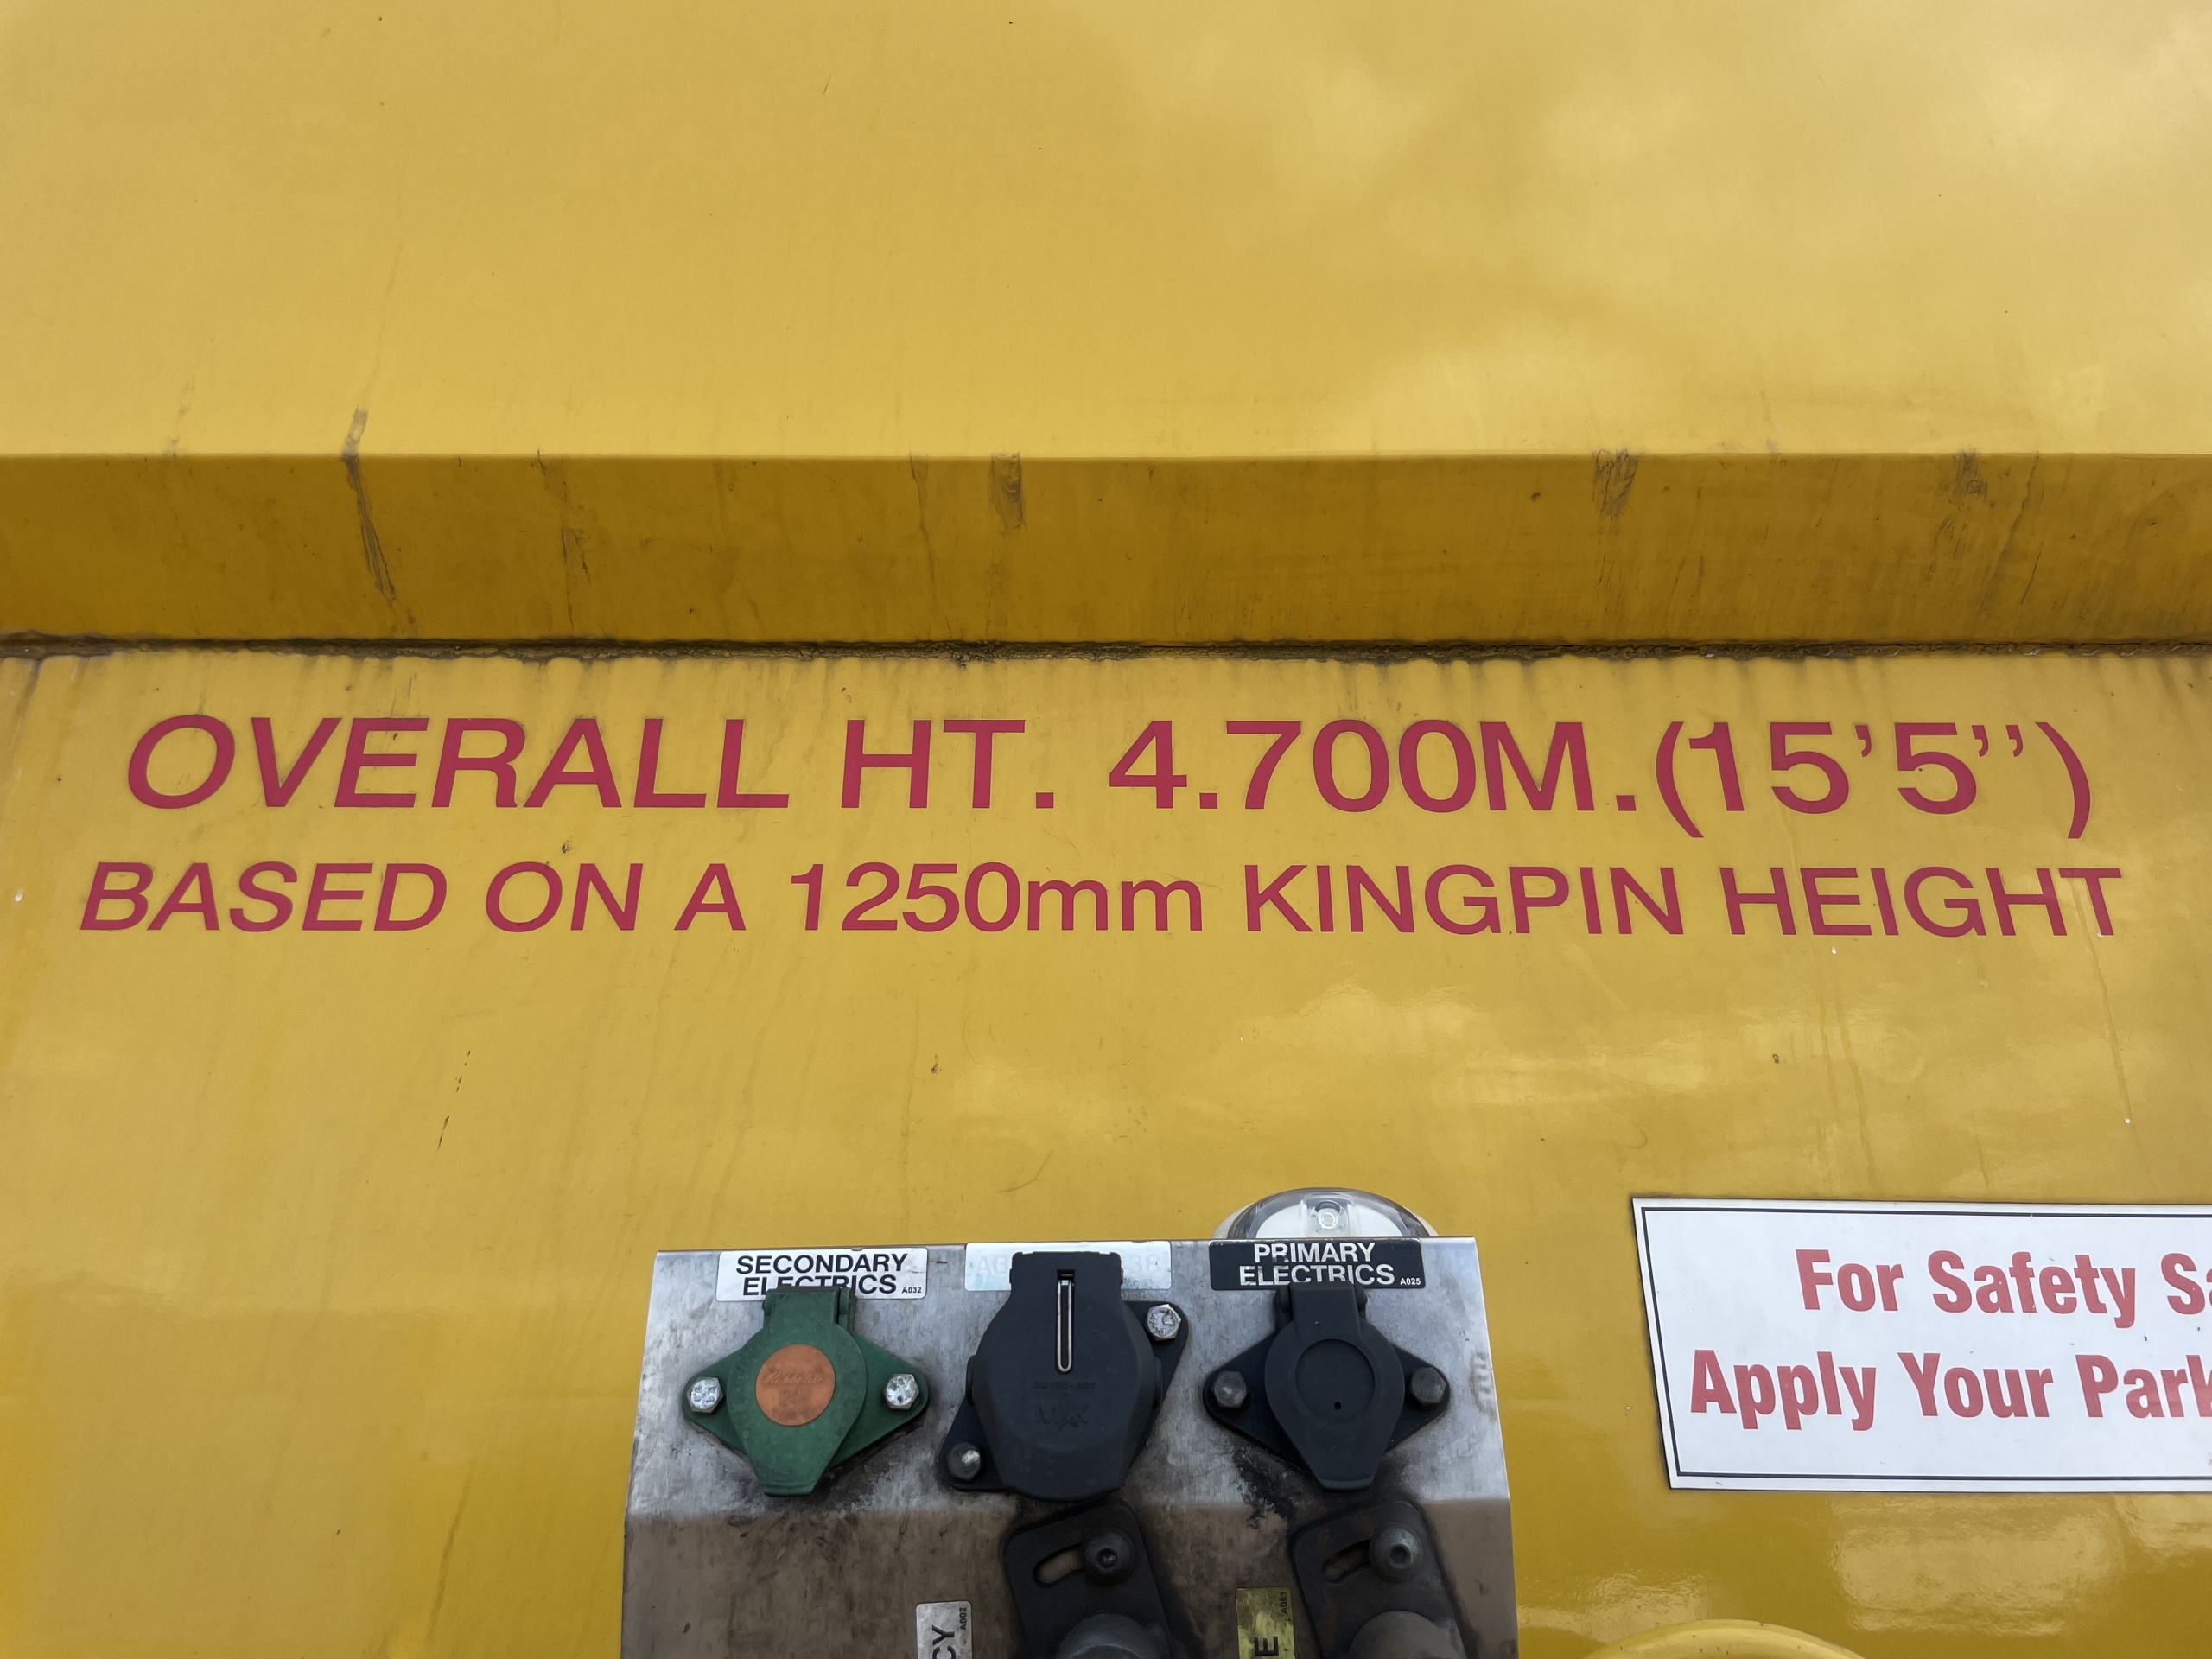 OVERALL HT. 4.700M.(15’5”)
BASED ON A 1250mm KINGPIN HEIGHT
SECONDARY
ELECTRICS A032
PRIMARY
ELECTRICS A025
For Safety
Apply Your
A002